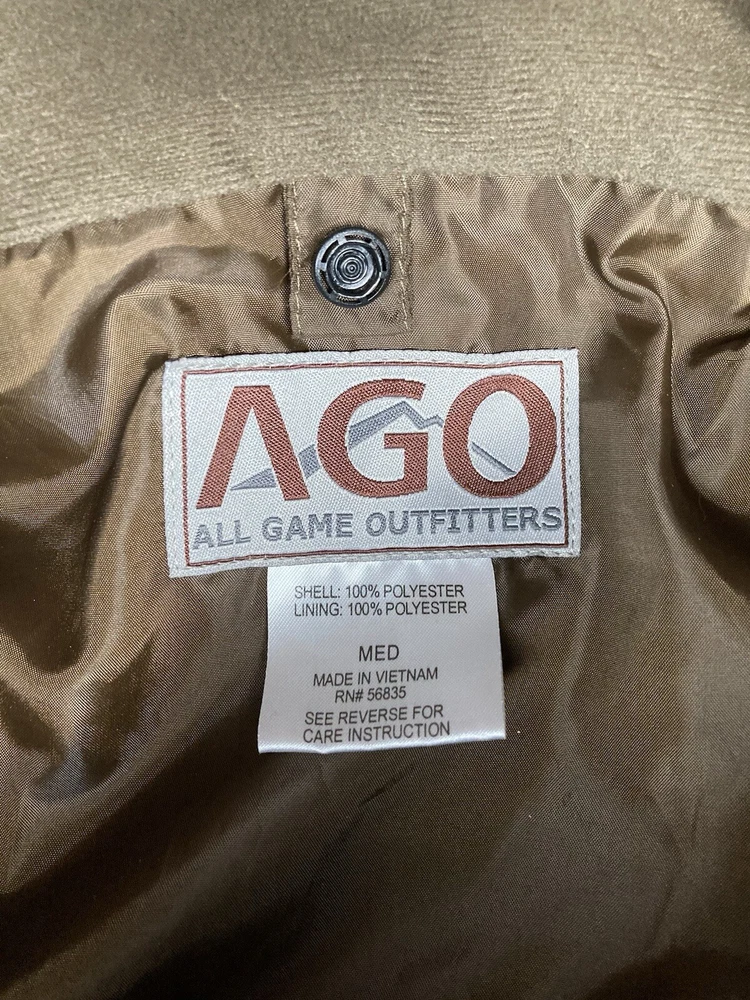 AGO
ALL GAME OUTFITTERS
SHELL: 100% POLYESTER
LINING: 100% POLYESTER
MED
MADE IN VIETNAM
RN# 56835
SEE REVERSE FOR
CARE INSTRUCTION